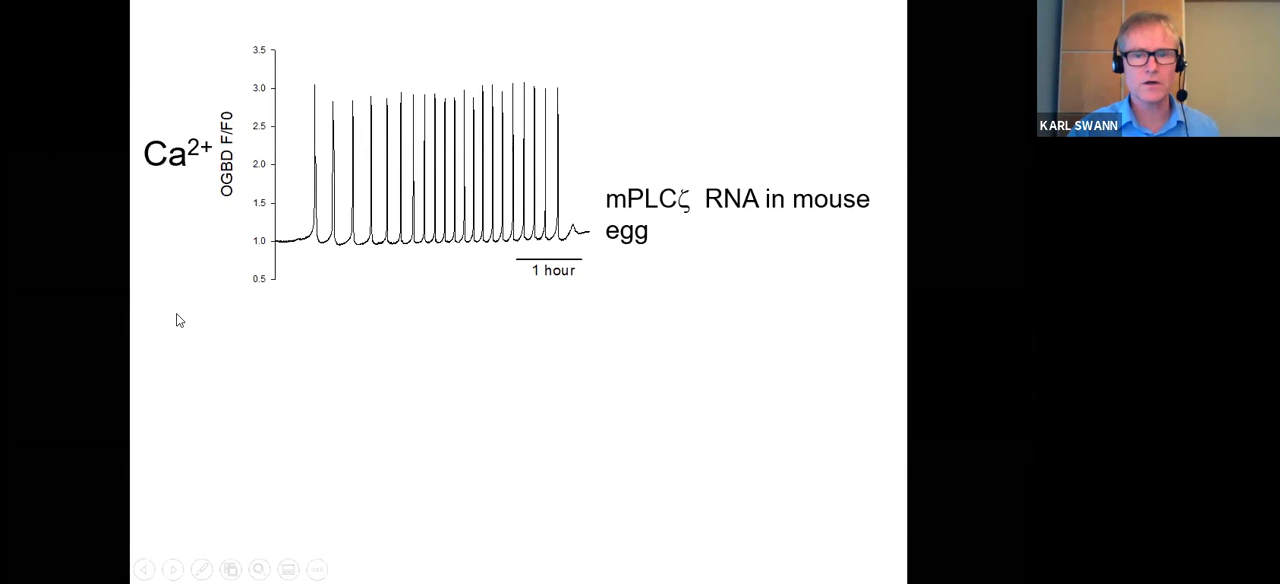 3.5
3.0
2.5
2.0
1.5
1.0
0.5
Ca2+
OGBD F/F0
mPLCζ RNA in mouse
egg
1 hour
KARL SWANN